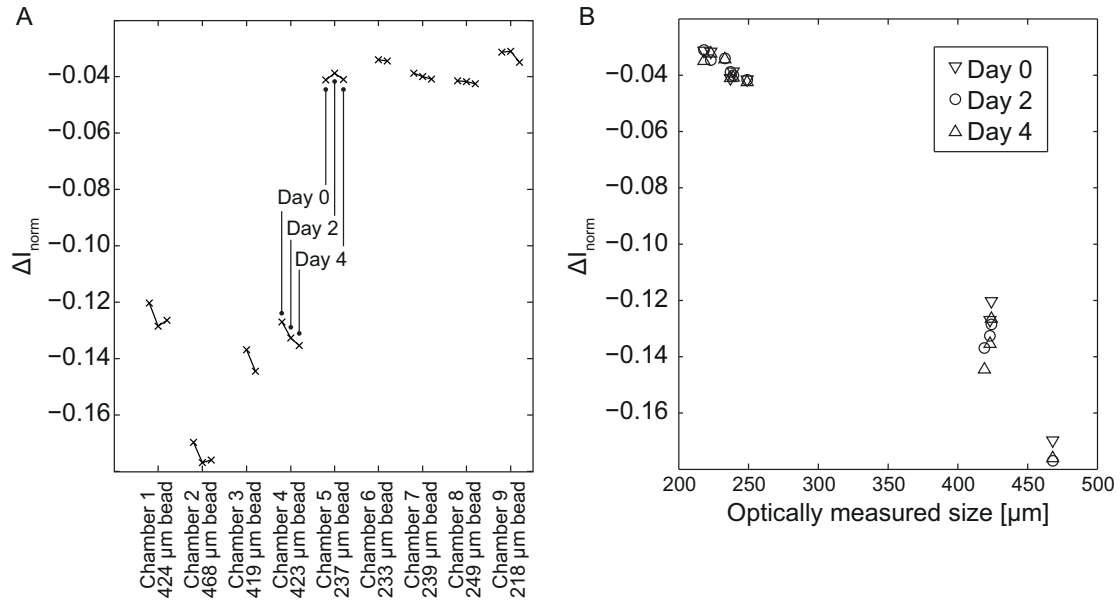 A
−0.04
−0.06
−0.08
−0.10
−0.12
−0.14
−0.16
ΔI_norm
Day 0
Day 2
Day 4
Chamber 1
424 µm bead
Chamber 2
468 µm bead
Chamber 3
419 µm bead
Chamber 4
423 µm bead
Chamber 5
237 µm bead
Chamber 6
233 µm bead
Chamber 7
239 µm bead
Chamber 8
249 µm bead
Chamber 9
218 µm bead
B
−0.04
−0.06
−0.08
−0.10
−0.12
−0.14
−0.16
ΔI_norm
Day 0
Day 2
Day 4
200 250 300 350 400 450 500
Optically measured size [µm]